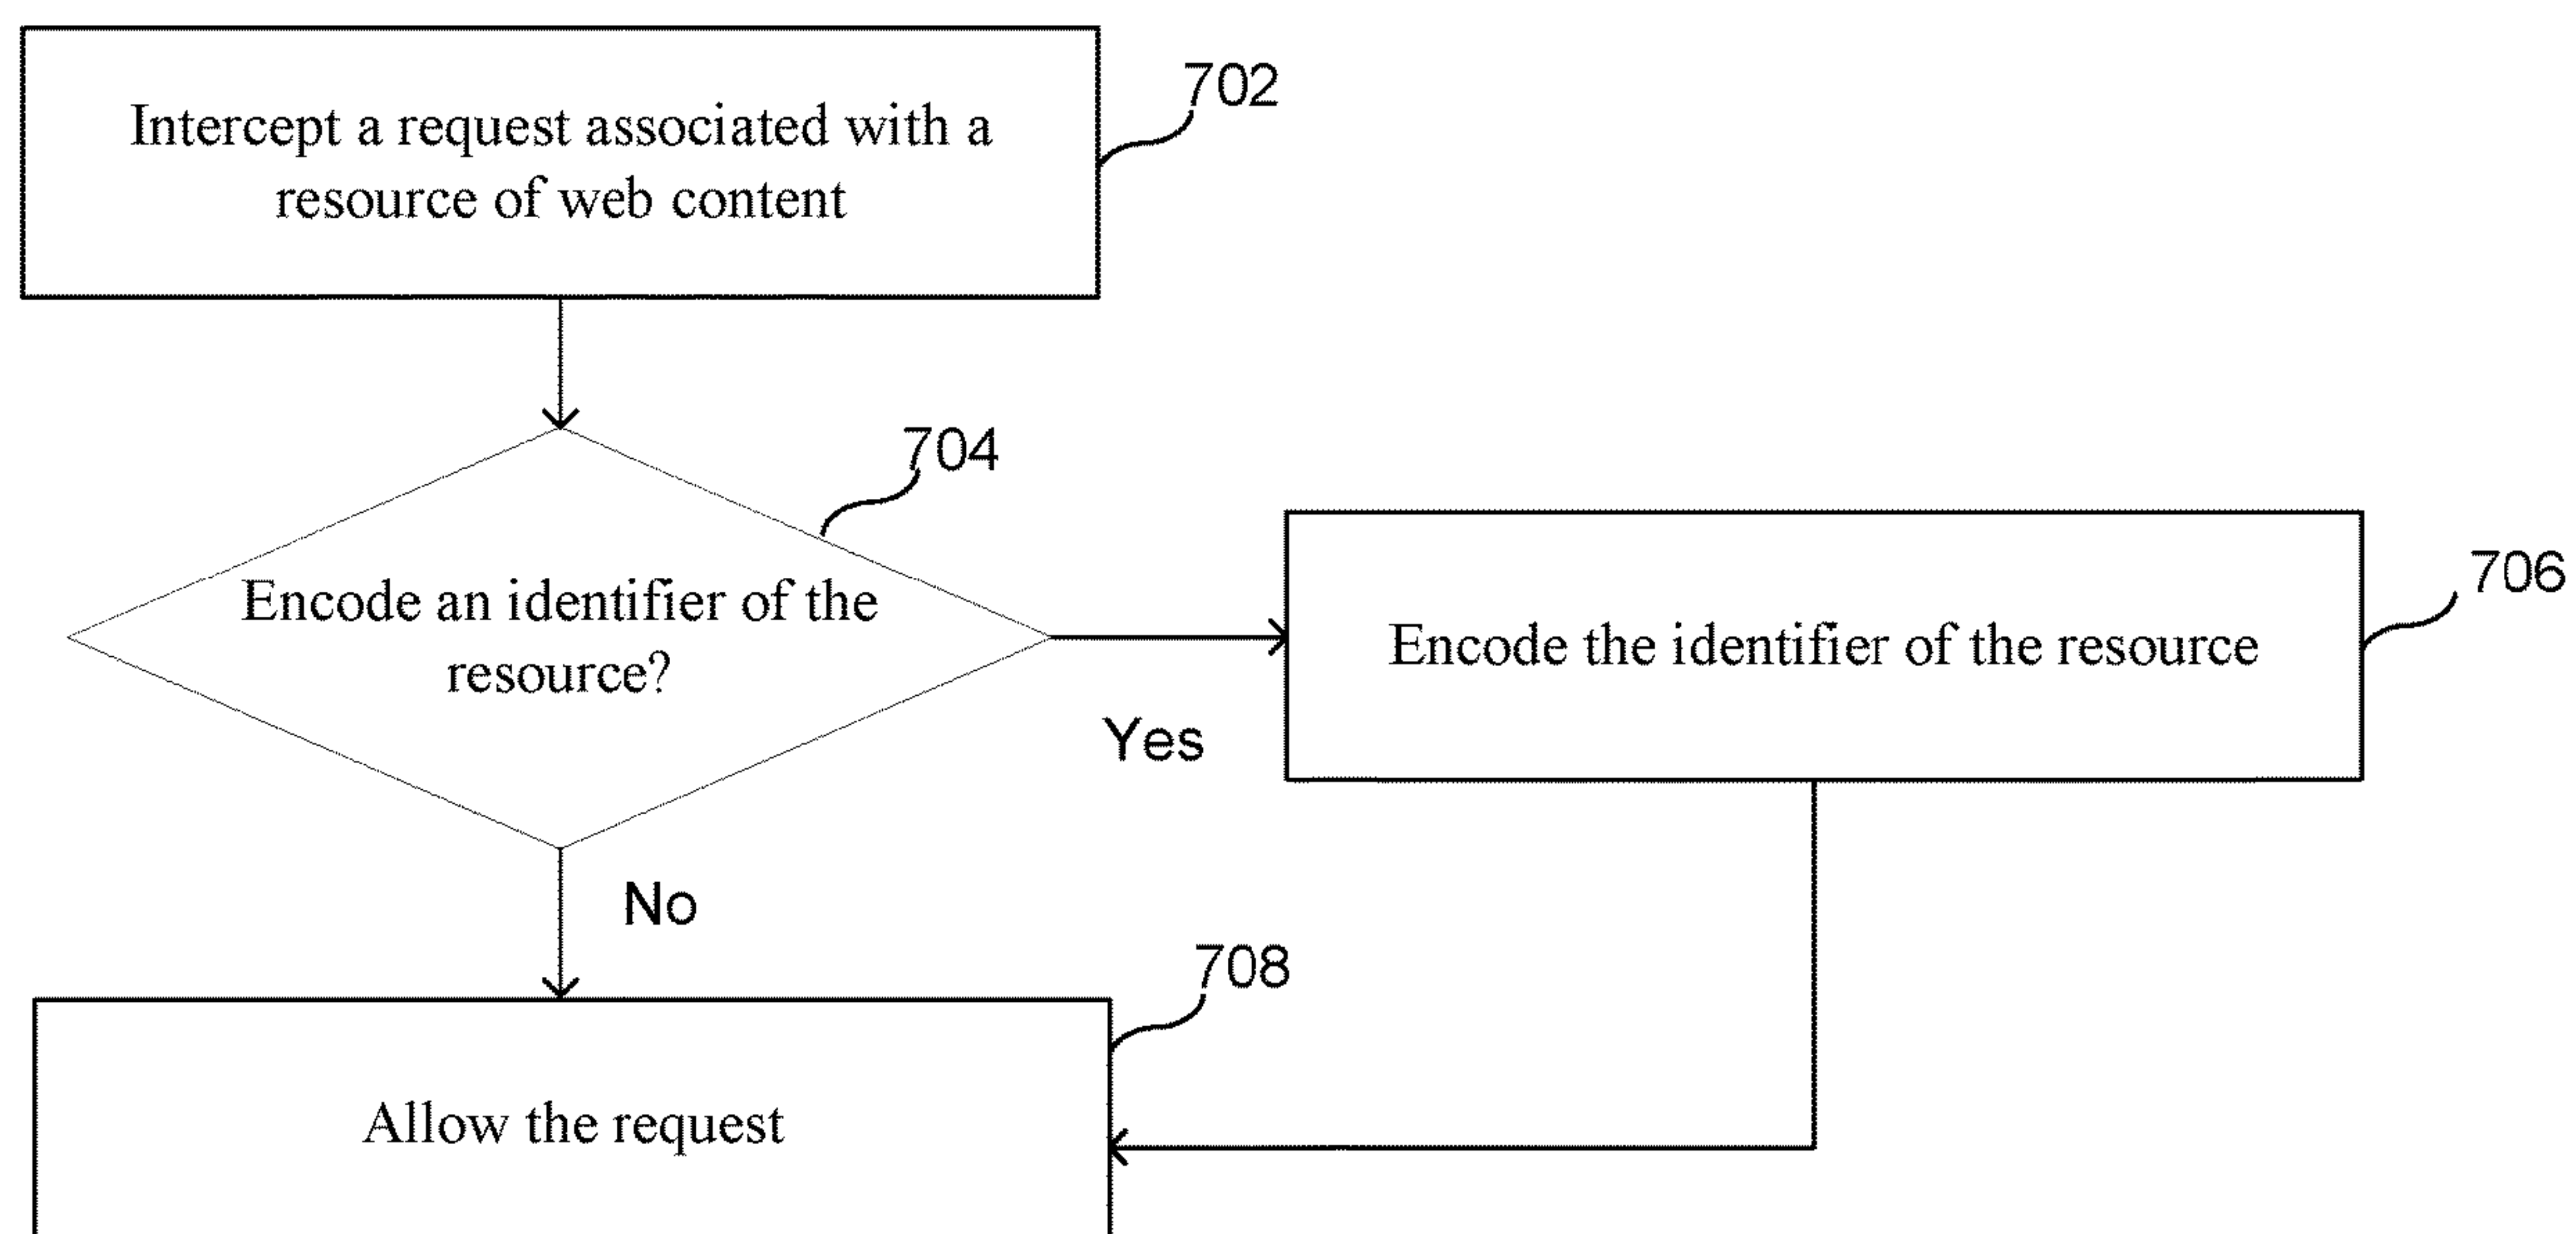 Intercept a request associated with a
resource of web content
702
704
Encode an identifier of the
resource?
Yes
706
Encode the identifier of the resource
No
708
Allow the request